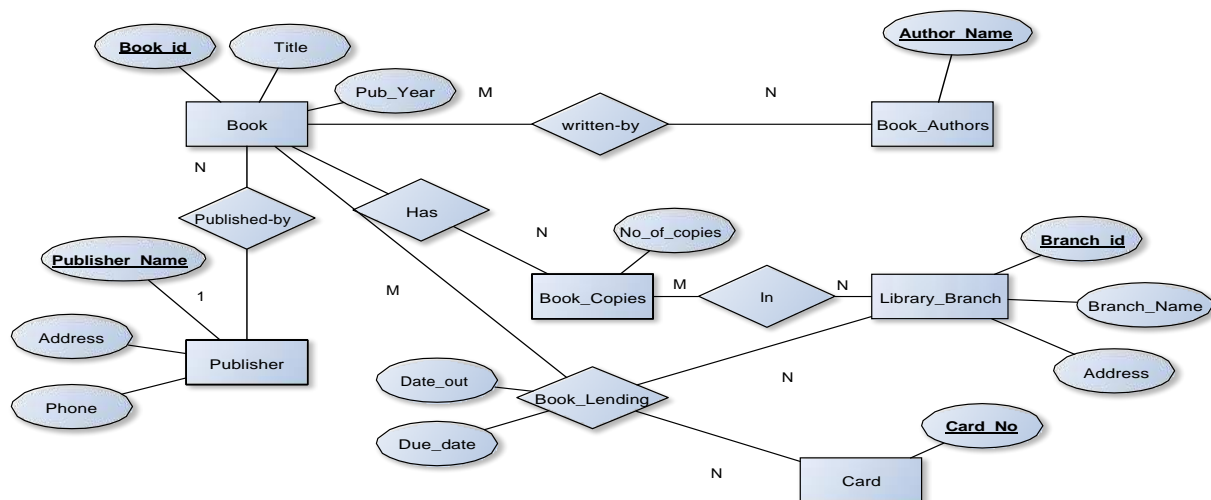 Book_id
Title
Author_Name
Pub_Year
M
N
Book
written-by
Book_Authors
N
Published-by
Has
Publisher_Name
N
No_of_copies
Branch_id
1
M
Book_Copies
M
In
N
Library_Branch
Branch_Name
Address
Publisher
Date_out
Book_Lending
N
Address
Phone
Due_date
Card_No
N
Card